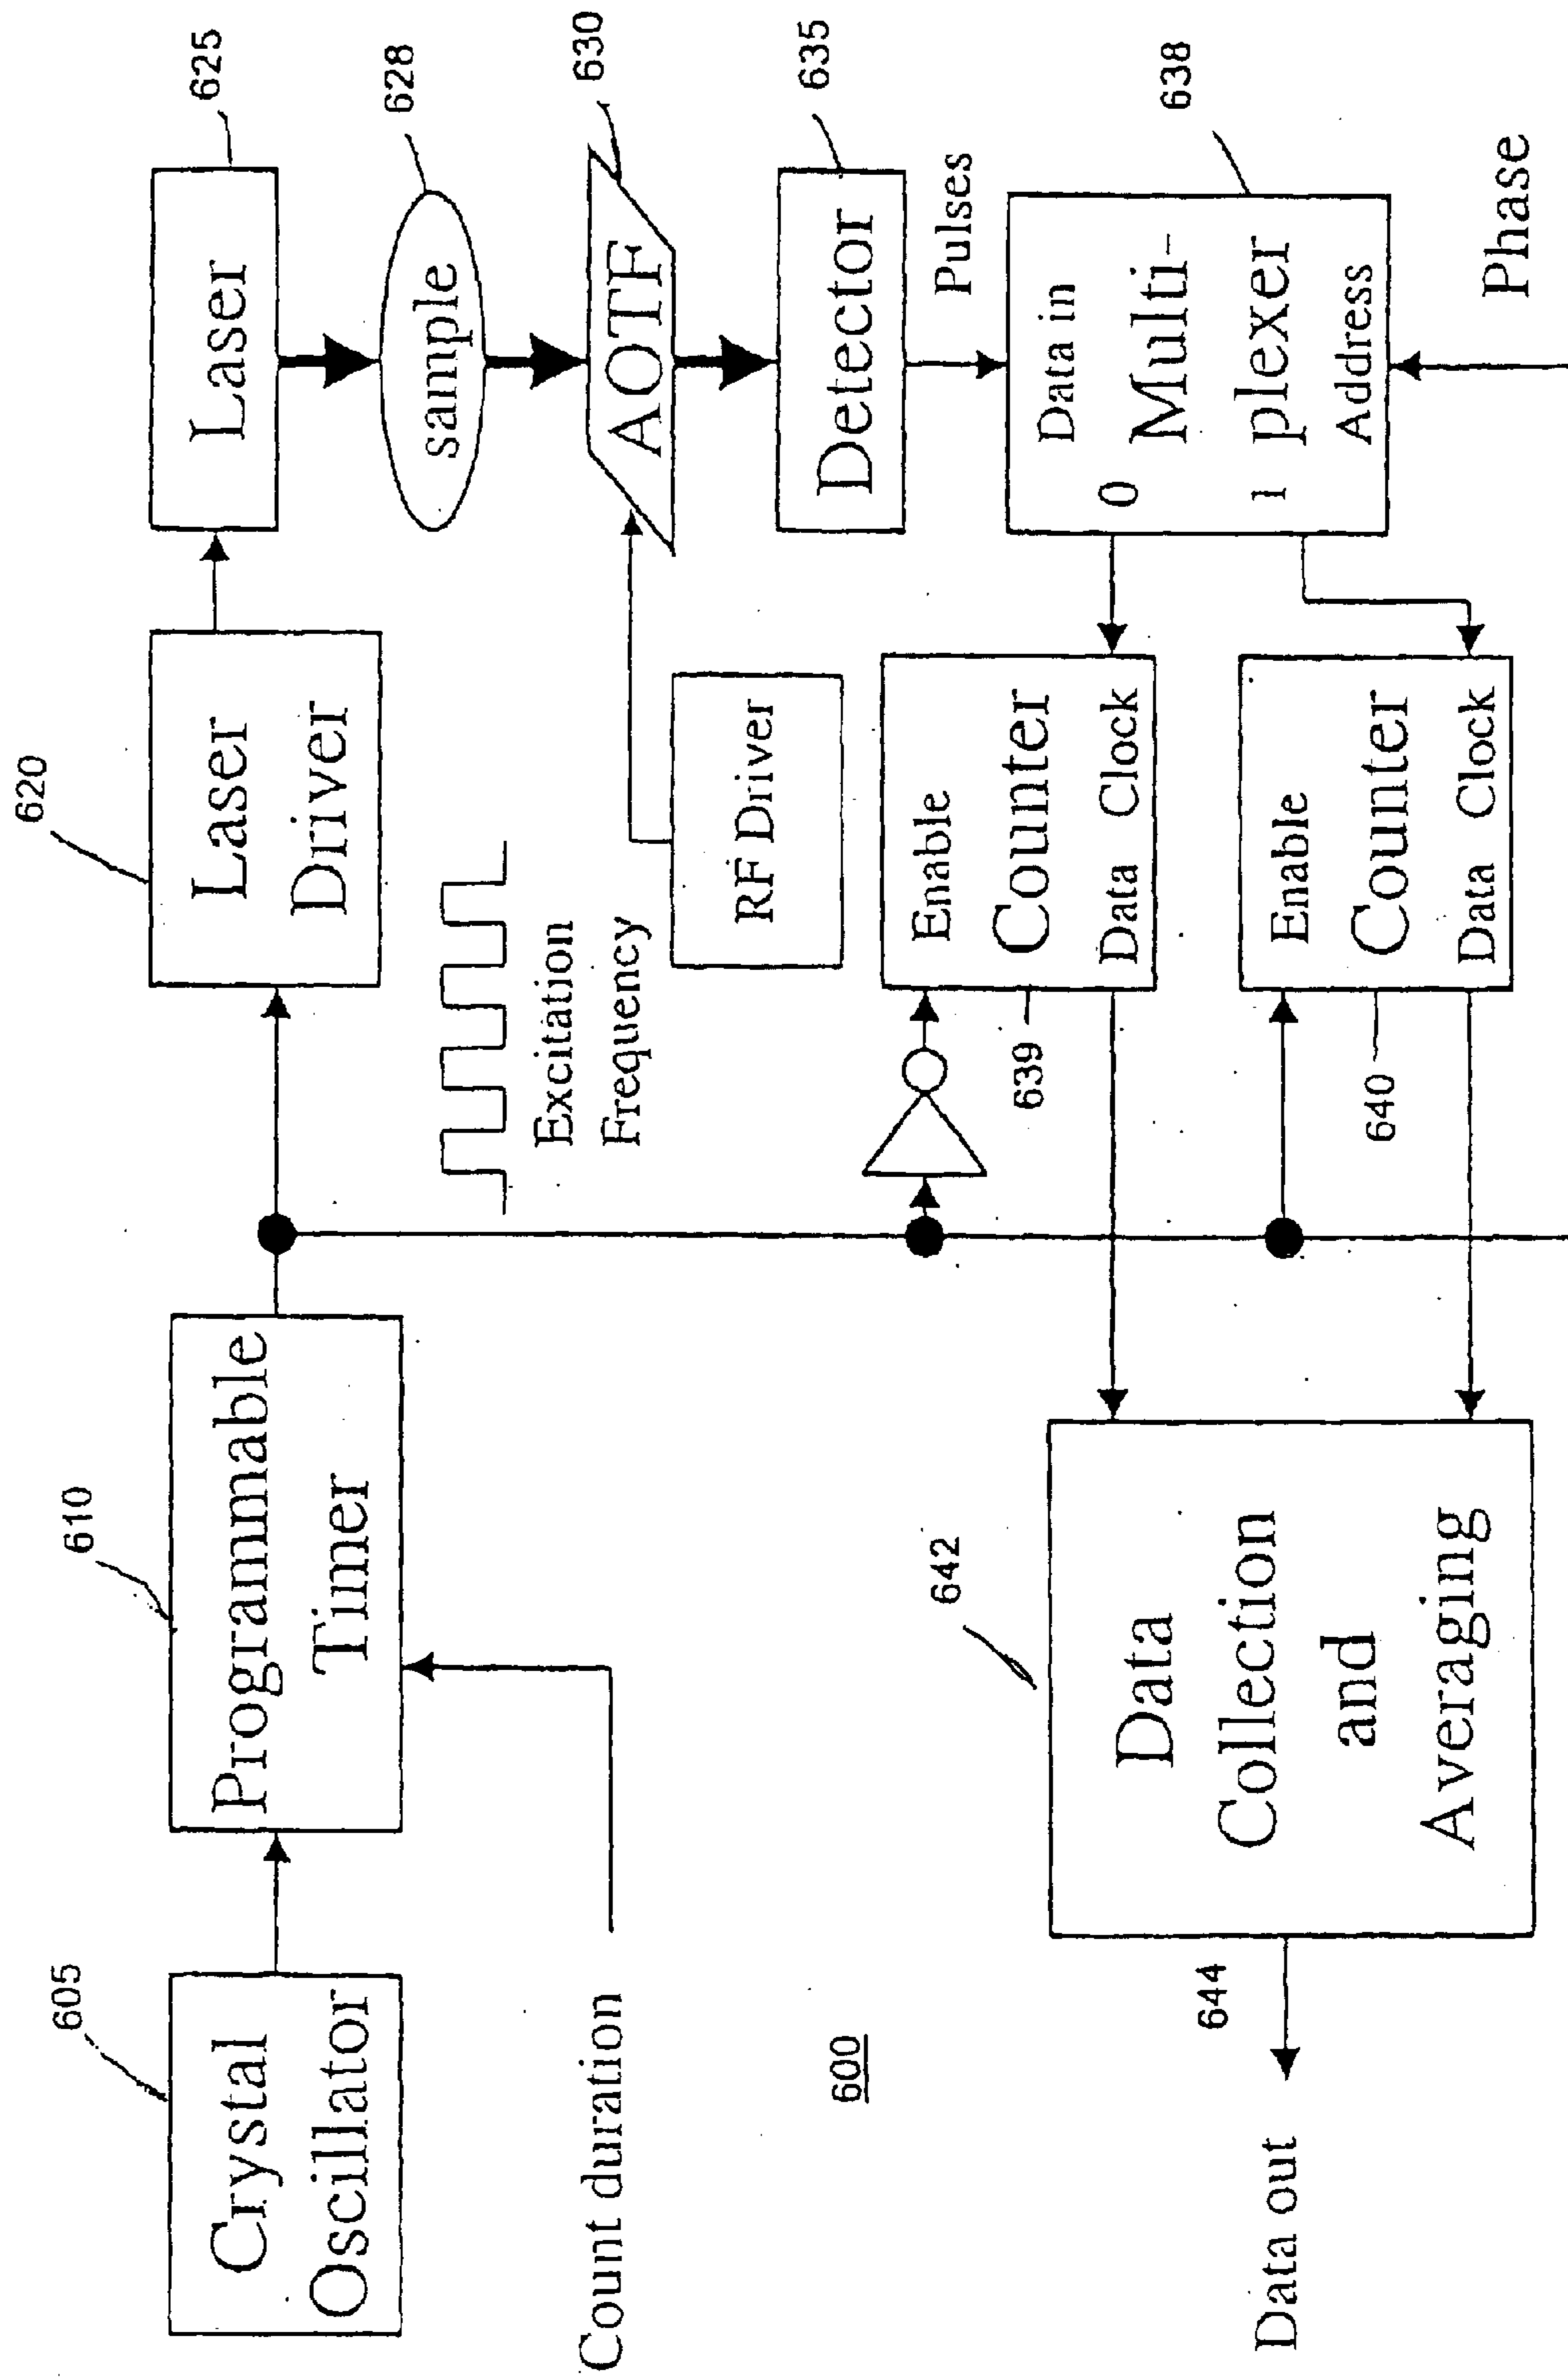 605
Crystal
Oscillator
610
Programmable
Timer
Count duration
620
Laser
Driver
Excitation
Frequency
625
Laser
628
sample
630
AOTF
RF Driver
635
Detector
Pulses
638
Data in
0 Multi-
1 plexer
Address
Phase
Enable
Counter
Data Clock
639
Enable
Counter
Data Clock
640
642
Data
Collection
and
Averaging
644
Data out
600